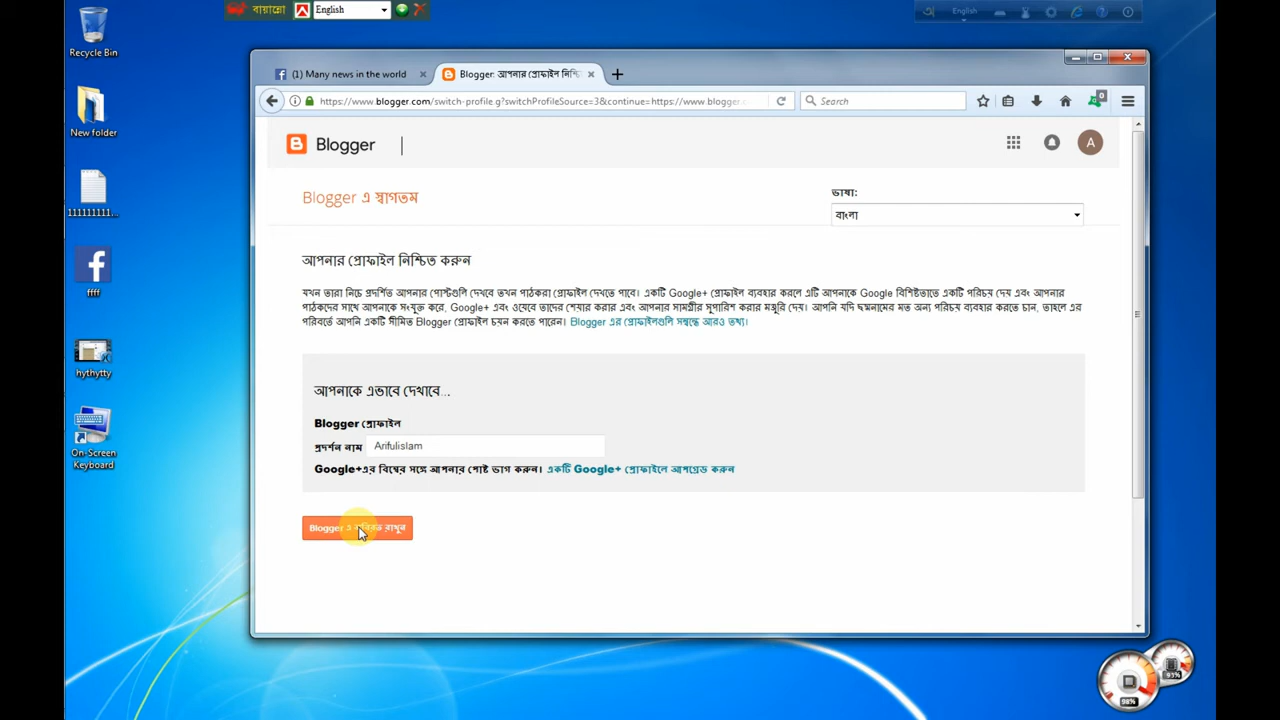 বায়ান্নো English
অ English
Recycle Bin
New folder
111111111...
ffff
hythytty
On-Screen
Keyboard
(1) Many news in the world
Blogger: আপনার প্রোফাইল নিশ্চি
https://www.blogger.com/switch-profile.g?switchProfileSource=3&continue=https://www.blogger.c
Search
0
Blogger
A
Blogger এ স্বাগতম
ভাষা:
বাংলা
আপনার প্রোফাইল নিশ্চিত করুন
যখন তারা নিচে প্রদর্শিত আপনার পোস্টগুলি দেখবে তখন পাঠকরা প্রোফাইল দেখতে পাবে। একটি Google+ প্রোফাইল ব্যবহার করলে এটি আপনাকে Google বিশিষ্টতাতে একটি পরিচয় দেয় এবং আপনার
পাঠকদের সাথে আপনাকে সংযুক্ত করে, Google+ এবং ওয়েবে তাদের শেয়ার করার এবং আপনার সামগ্রীর সুপারিশ করার মঞ্জুরি দেয়। আপনি যদি ছদ্মনামের মত অন্য পরিচয় ব্যবহার করতে চান, তাহলে এর
পরিবর্তে আপনি একটি সীমিত Blogger প্রোফাইল চয়ন করতে পারেন। Blogger এর প্রোফাইলগুলি সম্বন্ধে আরও তথ্য।
আপনাকে এভাবে দেখাবে...
Blogger প্রোফাইল
প্রদর্শন নাম Arifulislam
Google+এর বিশ্বের সঙ্গে আপনার পোষ্ট ভাগ করুন। একটি Google+ প্রোফাইলে আপগ্রেড করুন
Blogger এ রাখুন
98%
93%